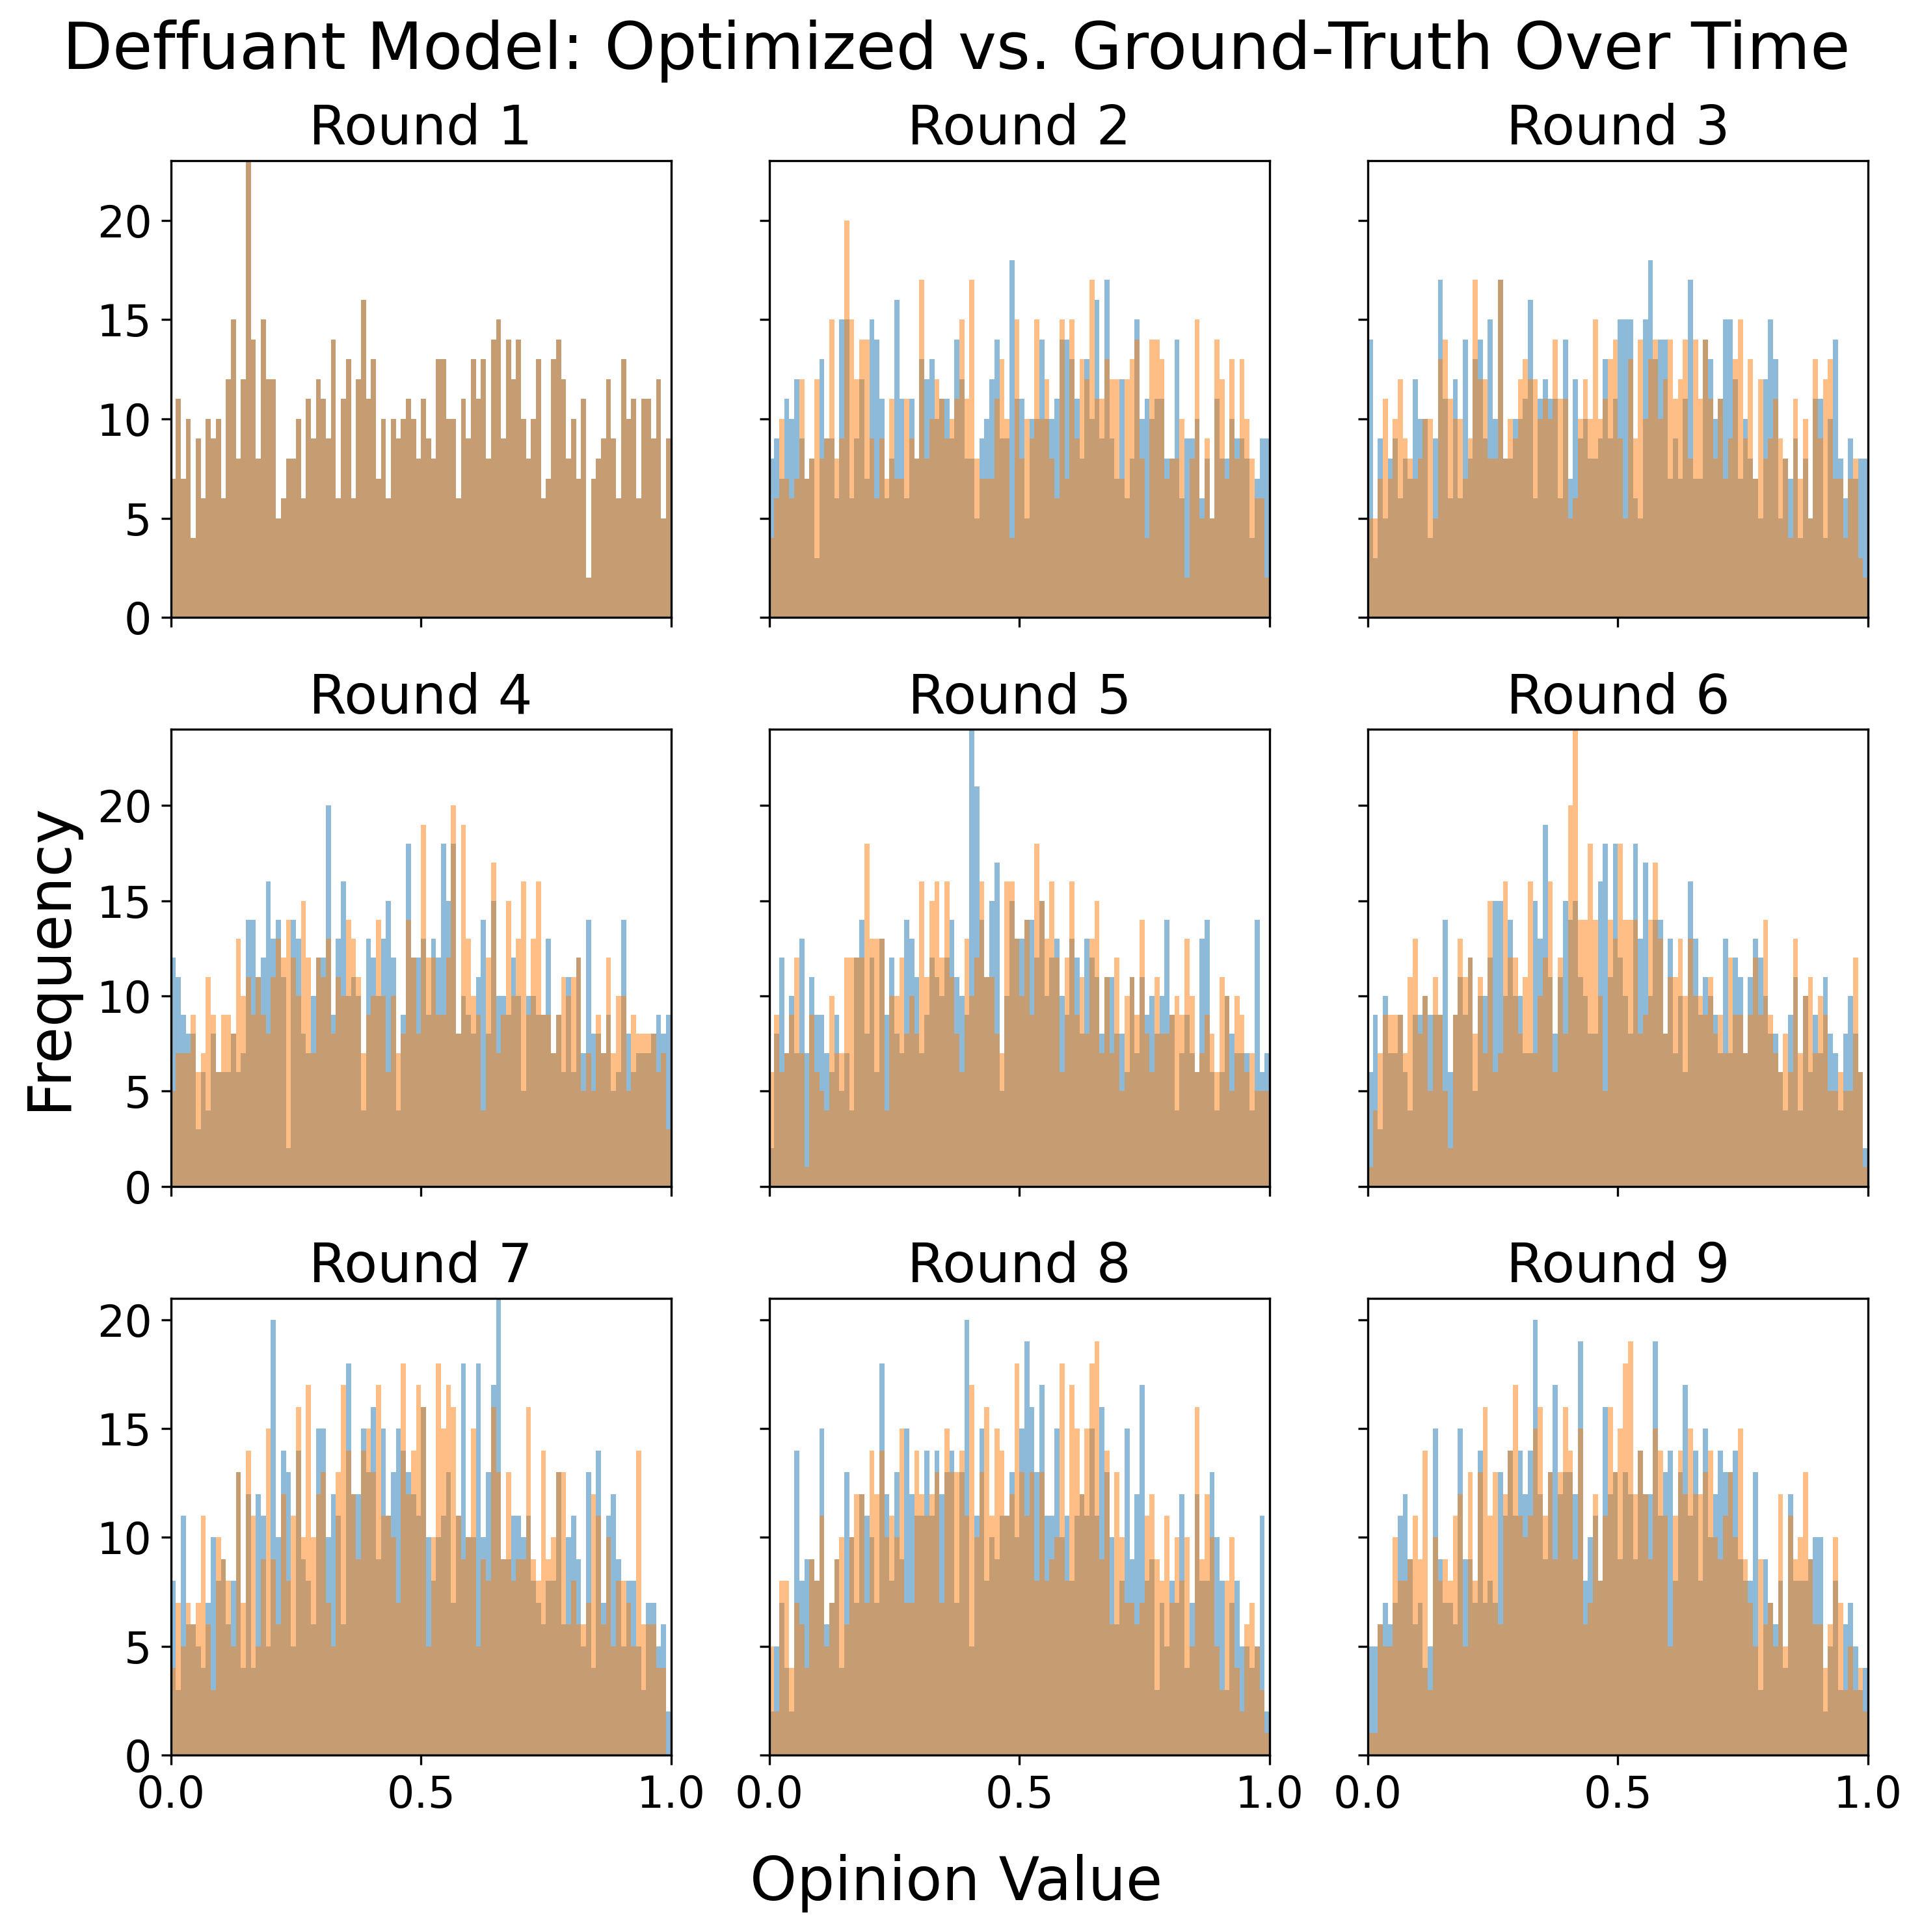 Deffuant Model: Optimized vs. Ground-Truth Over Time
Round 1
Round 2
Round 3
20
15
10
5
0
Round 4
Round 5
Round 6
Frequency
20
15
10
5
0
Round 7
Round 8
Round 9
20
15
10
5
0
0.0 0.5 1.0
0.0 0.5 1.0
0.0 0.5 1.0
Opinion Value